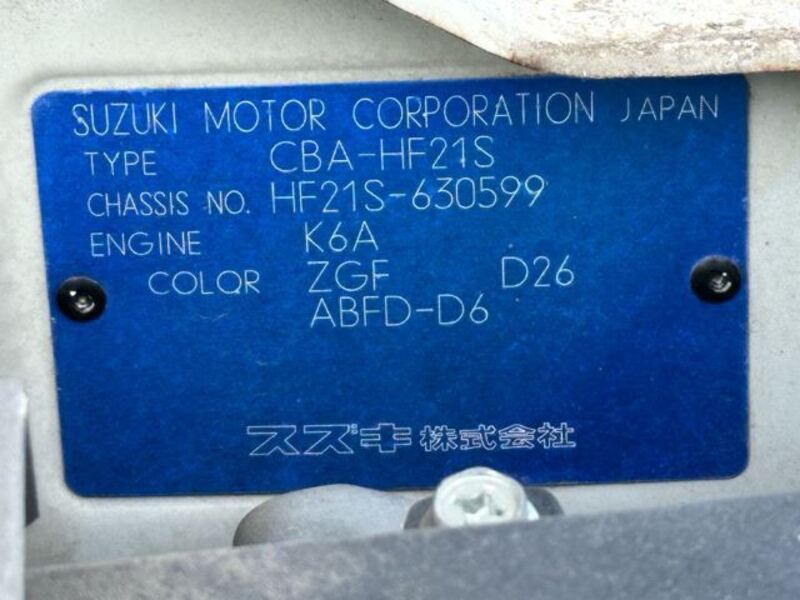 SUZUKI MOTOR CORPORATION JAPAN
TYPE CBA-HF21S
CHASSIS NO. HF21S-630599
ENGINE K6A
COLOR ZGF D26
ABFD-D6
スズキ株式会社